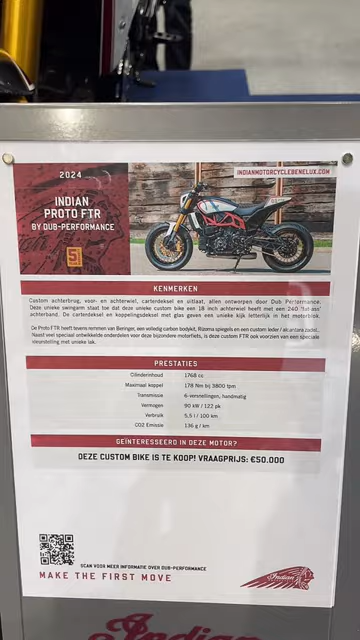 2024
INDIANMOTORCYCLEBENELUX.COM
INDIAN
PROTO FTR
BY DUB-PERFORMANCE
KENMERKEN
Custom achterbrug, voor- en achterwiel, carterdeksel en uitlaat, allen ontworpen door Dub Performance.
Deze unieke swingarm staat toe dat deze unieke custom bike een 18 inch achterwiel heeft met een 240 'fat-ass'
achterband. De carterdeksel en koppelingsdeksel met glas geven een unieke kijk letterlijk in het motorblok.
De Proto FTR heeft tevens remmen van Beringer, een volledig carbon bodykit, Rizoma spiegels en een custom leder / alcantara zadel.
Naast veel speciaal ontwikkelde onderdelen voor deze bijzondere motorfiets, is deze custom FTR ook voorzien van een speciale
kleurstelling met unieke lak.
PRESTATIES
Cilinderinhoud 1768 cc
Maximaal koppel 178 Nm bij 3800 tpm
Transmissie 6-versnellingen, handmatig
Vermogen 90 kW / 122 pk
Verbruik 5,5 l / 100 km
CO2 Emissie 136 g / km
GEÏNTERESSEERD IN DEZE MOTOR?
DEZE CUSTOM BIKE IS TE KOOP! VRAAGPRIJS: €50.000
SCAN VOOR MEER INFORMATIE OVER DUB-PERFORMANCE
MAKE THE FIRST MOVE
Indian
Indian